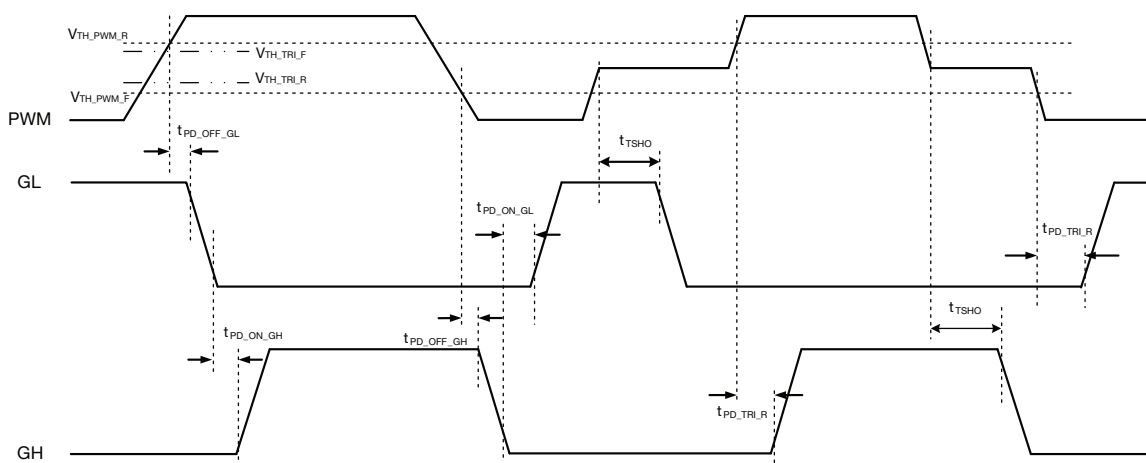 VTH_PWM_R
VTH_TRI_F
VTH_TRI_R
VTH_PWM_F
PWM
tPD_OFF_GL
tTSHO
GL
tPD_ON_GL
tPD_TRI_R
tTSHO
tPD_ON_GH
tPD_OFF_GH
tPD_TRI_R
GH